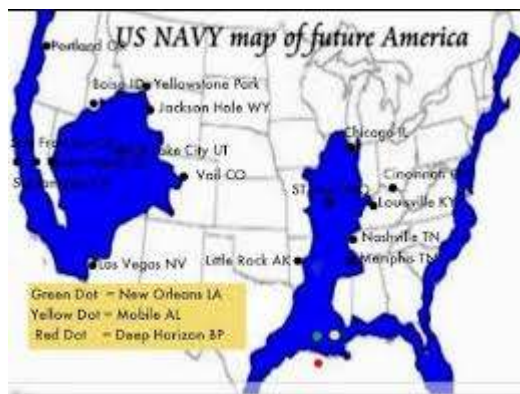 US NAVY map of future America
Portland OR
Boise ID
Yellowstone Park
Jackson Hole WY
Lake City UT
Vail CO
Chicago IL
Cincinnati
ST
Louisville KY
Nashville TN
Little Rock AK
Memphis TN
Las Vegas NV
Green Dot = New Orleans LA
Yellow Dot = Mobile AL
Red Dot = Deep Horizon BP